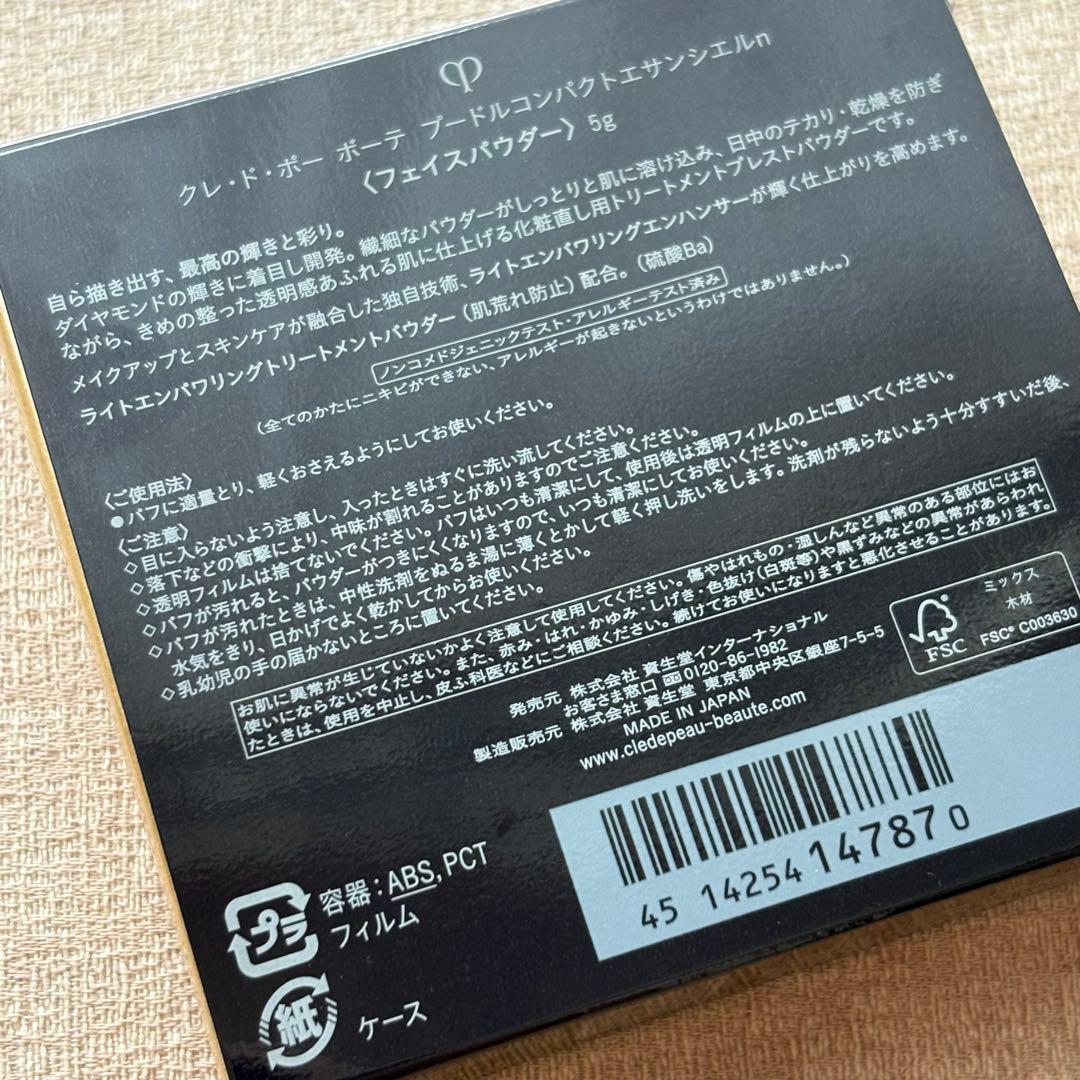 クレ・ド・ポー ボーテ プードルコンパクトエサンシエルn
〈フェイスパウダー〉 5g
自ら描き出す、最高の輝きと彩り。
ダイヤモンドの輝きに着目し開発。繊細なパウダーがしっとりと肌に溶け込み、日中のテカリ・乾燥を防ぎ
ながら、きめの整った透明感あふれる肌に仕上げる化粧直し用トリートメントプレストパウダーです。
メイクアップとスキンケアが融合した独自技術、ライトエンパワリングエンハンサーが輝く仕上がりを高めます。
ライトエンパワリングトリートメントパウダー（肌荒れ防止）配合。（硫酸Ba）
ノンコメドジェニックテスト・アレルギーテスト済み
（全てのかたにニキビができない、アレルギーが起きないというわけではありません。）
〈ご使用法〉
●パフに適量とり、軽くおさえるようにしてお使いください。
〈ご注意〉
◇目に入らないよう注意し、入ったときはすぐに洗い流してください。
◇落下などの衝撃により、中味が割れることがありますのでご注意ください。
◇透明フィルムは捨てないでください。パフはいつも清潔にして、使用後は透明フィルムの上に置いてください。
◇パフが汚れると、パウダーがつきにくくなりますので、いつも清潔にしてお使いください。
◇パフが汚れたときは、中性洗剤をぬるま湯に薄くとかして軽く押し洗いをします。洗剤が残らないよう十分すすいだ後、
水気をきり、日かげでよく乾かしてからお使いください。
◇乳幼児の手の届かないところに置いてください。
お肌に異常が生じていないかよく注意して使用してください。傷やはれもの・湿しんなど異常のある部位にはお
使いにならないでください。また、赤み・はれ・かゆみ・しげき・色抜け（白斑等）や黒ずみなどの異常があらわれ
たときは、使用を中止し、皮ふ科医などにご相談ください。続けてお使いになりますと悪化させることがあります。
発売元 株式会社 資生堂インターナショナル
お客さま窓口 0120-86-1982
製造販売元 株式会社 資生堂 東京都中央区銀座7-5-5
MADE IN JAPAN
www.cledepeau-beaute.com
FSC
ミックス
木材
FSC® C003630
45 14254 14787 0
プラ
容器：ABS,PCT
フィルム
紙
ケース